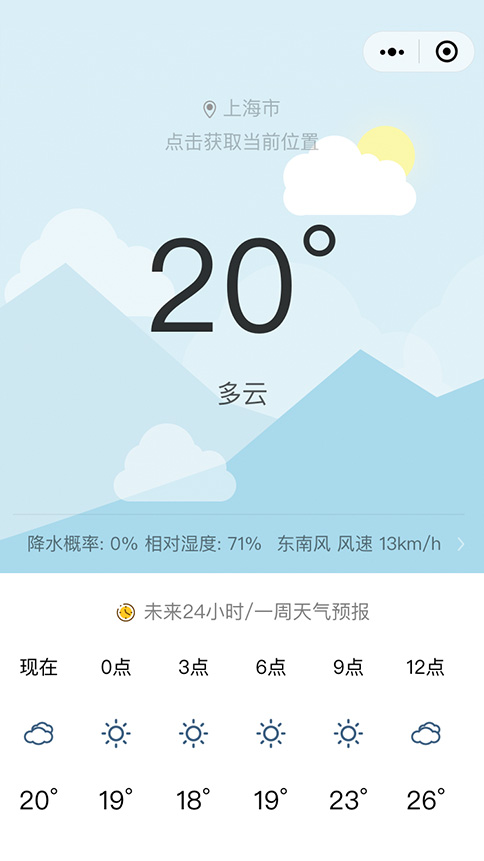 上海市
点击获取当前位置
20°
多云
降水概率: 0% 相对湿度: 71% 东南风 风速 13km/h
未来24小时/一周天气预报
现在 0点 3点 6点 9点 12点
20° 19° 18° 19° 23° 26°